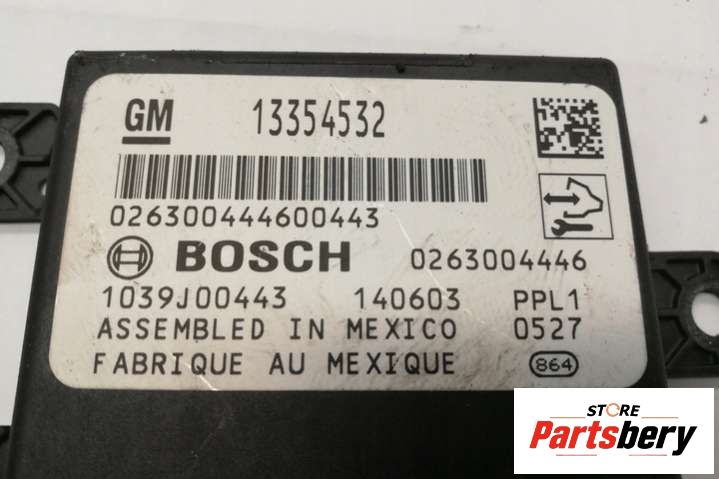 GM 13354532
026300444600443
BOSCH 0263004446
1039J00443 140603 PPL1
ASSEMBLED IN MEXICO 0527
FABRIQUE AU MEXIQUE 864
STORE
Partsbery